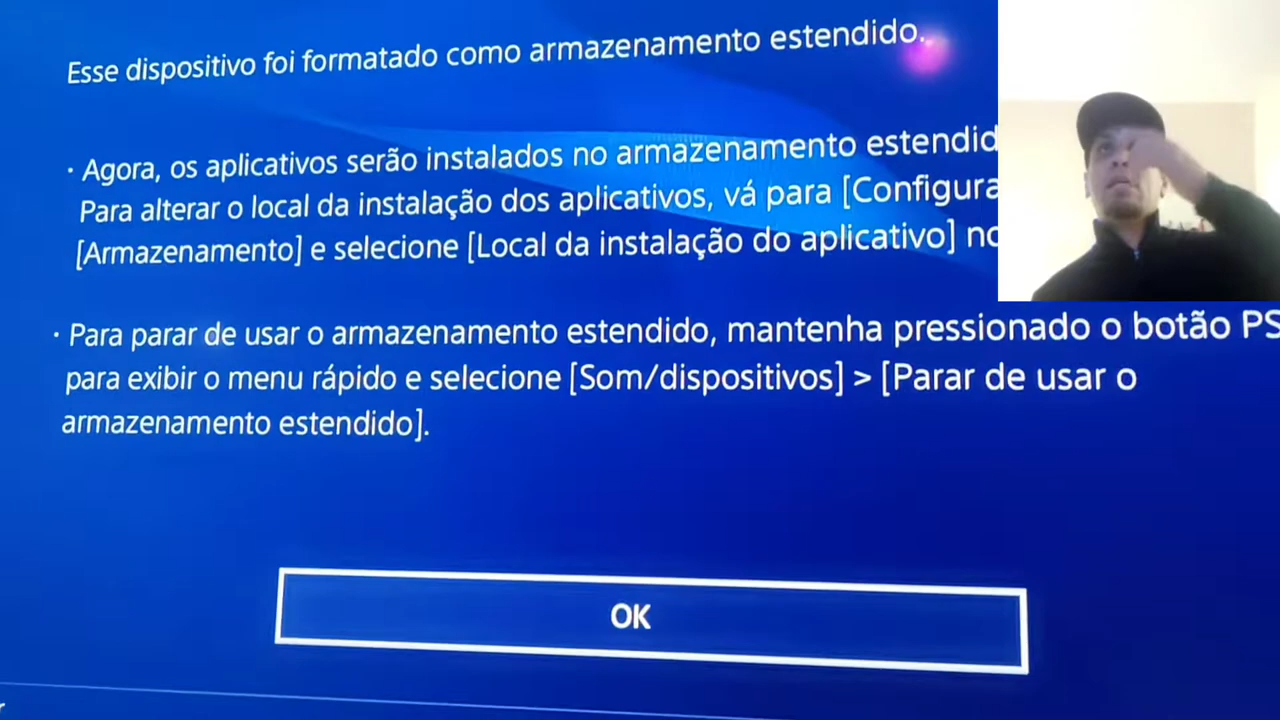 Esse dispositivo foi formatado como armazenamento estendido.
· Agora, os aplicativos serão instalados no armazenamento estendid
Para alterar o local da instalação dos aplicativos, vá para [Configura
[Armazenamento] e selecione [Local da instalação do aplicativo] no
· Para parar de usar o armazenamento estendido, mantenha pressionado o botão PS
para exibir o menu rápido e selecione [Som/dispositivos] > [Parar de usar o
armazenamento estendido].
OK